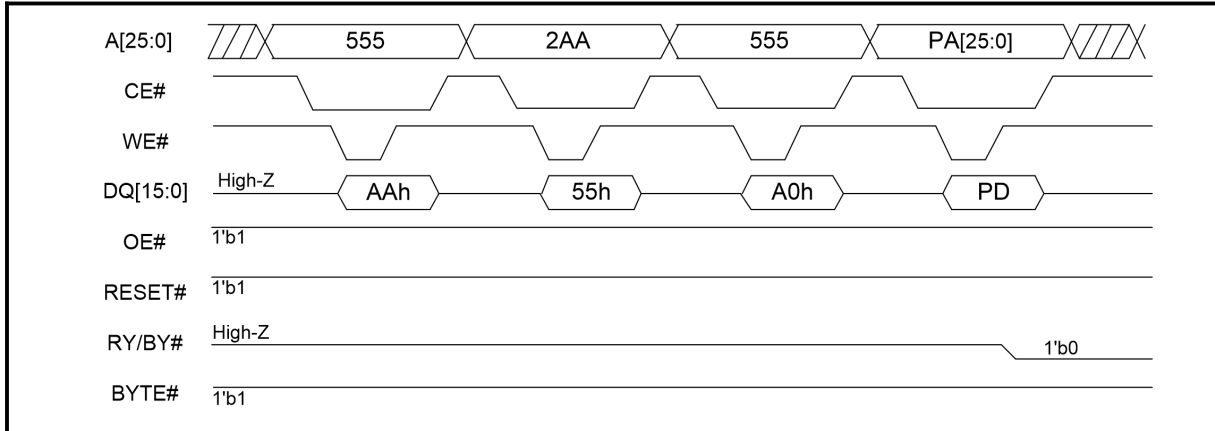 A[25:0] 555 2AA 555 PA[25:0]
CE#
WE#
DQ[15:0] High-Z AAh 55h A0h PD
OE# 1'b1
RESET# 1'b1
RY/BY# High-Z 1'b0
BYTE# 1'b1